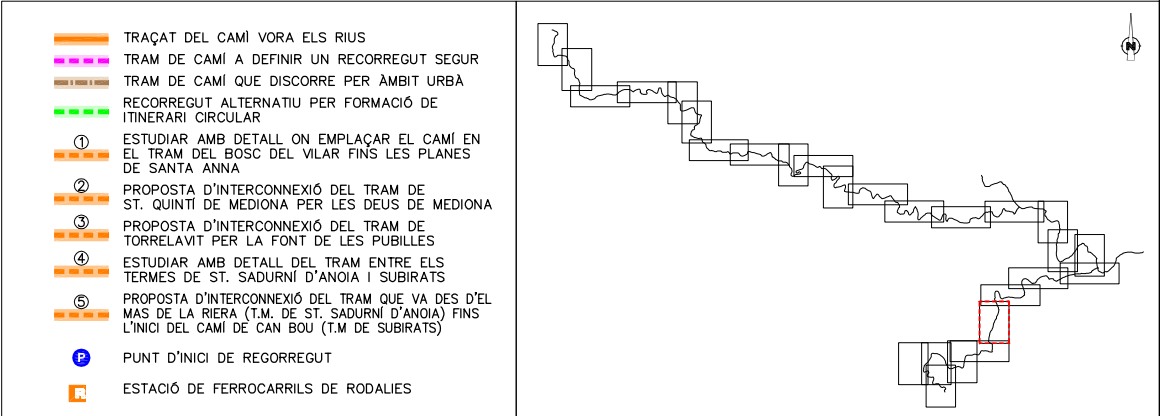 TRAÇAT DEL CAMÌ VORA ELS RIUS
TRAM DE CAMÍ A DEFINIR UN RECORREGUT SEGUR
TRAM DE CAMÍ QUE DISCORRE PER ÀMBIT URBÀ
RECORREGUT ALTERNATIU PER FORMACIÓ DE
ITINERARI CIRCULAR
1
ESTUDIAR AMB DETALL ON EMPLAÇAR EL CAMÍ EN
EL TRAM DEL BOSC DEL VILAR FINS LES PLANES
DE SANTA ANNA
2
PROPOSTA D'INTERCONNEXIÓ DEL TRAM DE
ST. QUINTÍ DE MEDIONA PER LES DEUS DE MEDIONA
3
PROPOSTA D'INTERCONNEXIÓ DEL TRAM DE
TORRELAVIT PER LA FONT DE LES PUBILLES
4
ESTUDIAR AMB DETALL DEL TRAM ENTRE ELS
TERMES DE ST. SADURNÍ D'ANOIA I SUBIRATS
5
PROPOSTA D'INTERCONNEXIÓ DEL TRAM QUE VA DES D'EL
MAS DE LA RIERA (T.M. DE ST. SADURNÍ D'ANOIA) FINS
L'INICI DEL CAMÍ DE CAN BOU (T.M DE SUBIRATS)
P
PUNT D'INICI DE REGORREGUT
R
ESTACIÓ DE FERROCARRILS DE RODALIES
N